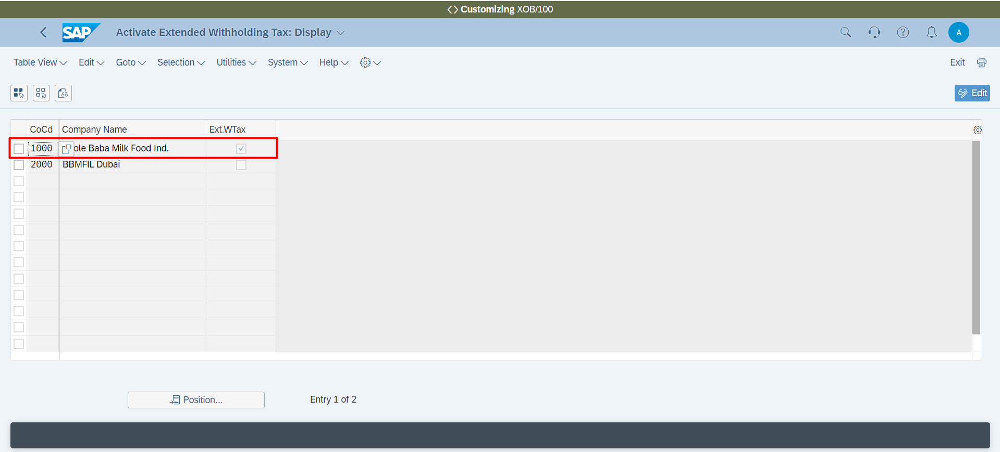 <> Customizing XOB/100
SAP Activate Extended Withholding Tax: Display A
Table View Edit Goto Selection Utilities System Help Exit
Edit
CoCd Company Name Ext.WTax
1000 ole Baba Milk Food Ind.
2000 BBMFIL Dubai
Position... Entry 1 of 2